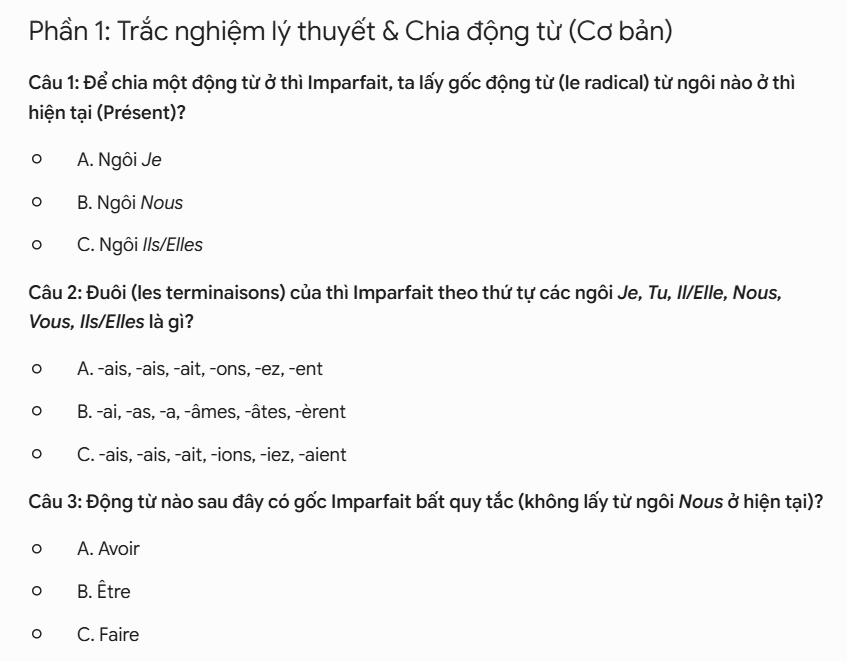 Phần 1: Trắc nghiệm lý thuyết & Chia động từ (Cơ bản)
Câu 1: Để chia một động từ ở thì Imparfait, ta lấy gốc động từ (le radical) từ ngôi nào ở thì
hiện tại (Présent)?
A. Ngôi Je
B. Ngôi Nous
C. Ngôi Ils/Elles
Câu 2: Đuôi (les terminaisons) của thì Imparfait theo thứ tự các ngôi Je, Tu, Il/Elle, Nous,
Vous, Ils/Elles là gì?
A. -ais, -ais, -ait, -ons, -ez, -ent
B. -ai, -as, -a, -âmes, -âtes, -èrent
C. -ais, -ais, -ait, -ions, -iez, -aient
Câu 3: Động từ nào sau đây có gốc Imparfait bất quy tắc (không lấy từ ngôi Nous ở hiện tại)?
A. Avoir
B. Être
C. Faire